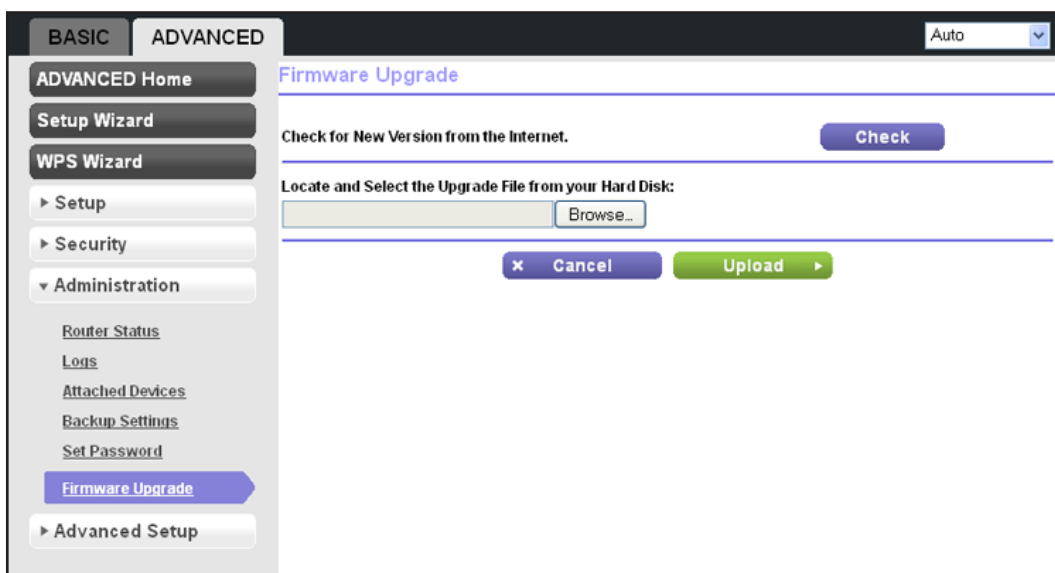 BASIC ADVANCED Auto
ADVANCED Home
Setup Wizard
WPS Wizard
Setup
Security
Administration
Router Status
Logs
Attached Devices
Backup Settings
Set Password
Firmware Upgrade
Advanced Setup
Firmware Upgrade
Check for New Version from the Internet. Check
Locate and Select the Upgrade File from your Hard Disk:
Browse...
Cancel Upload